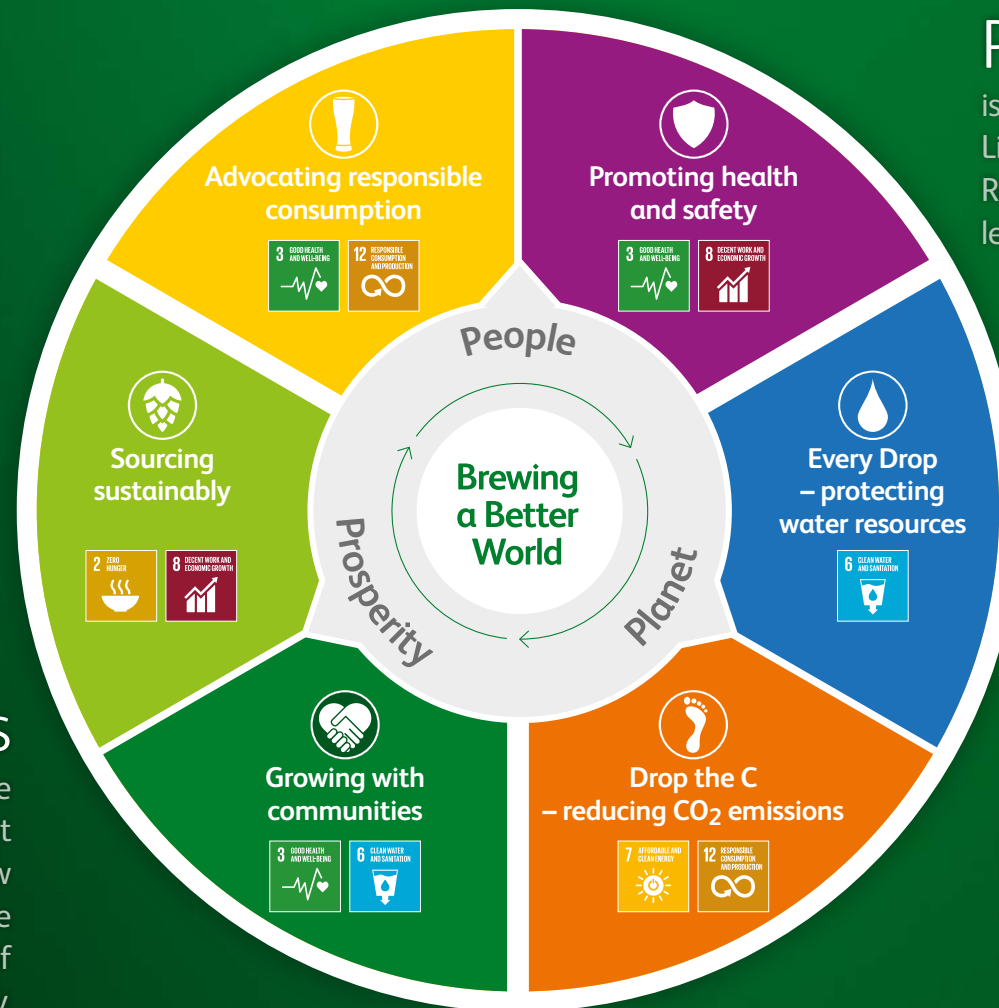 Advocating responsible
consumption
3 GOOD HEALTH
AND WELL-BEING
12 RESPONSIBLE
CONSUMPTION
AND PRODUCTION
Promoting health
and safety
3 GOOD HEALTH
AND WELL-BEING
8 DECENT WORK AND
ECONOMIC GROWTH
People
Sourcing
sustainably
2 ZERO
HUNGER
8 DECENT WORK AND
ECONOMIC GROWTH
Brewing
a Better
World
Every Drop
– protecting
water resources
6 CLEAN WATER
AND SANITATION
Prosperity
Planet
Growing with
communities
3 GOOD HEALTH
AND WELL-BEING
6 CLEAN WATER
AND SANITATION
Drop the C
– reducing CO2 emissions
7 AFFORDABLE AND
CLEAN ENERGY
12 RESPONSIBLE
CONSUMPTION
AND PRODUCTION
is